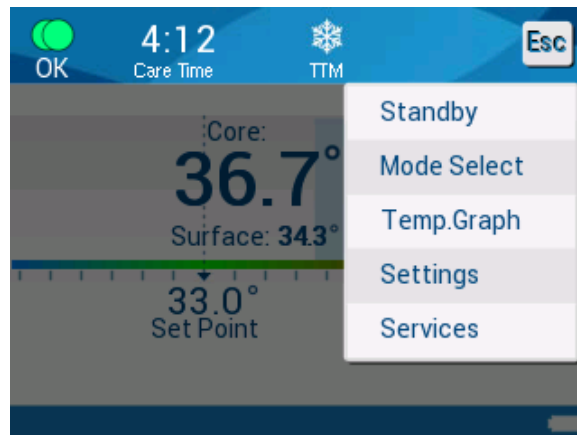 4:12
Esc
OK
Care Time
TTM
Standby
Core:
Mode Select
36.7°
Temp.Graph
Surface: 34.3°
Settings
33.0°
Set Point
Services